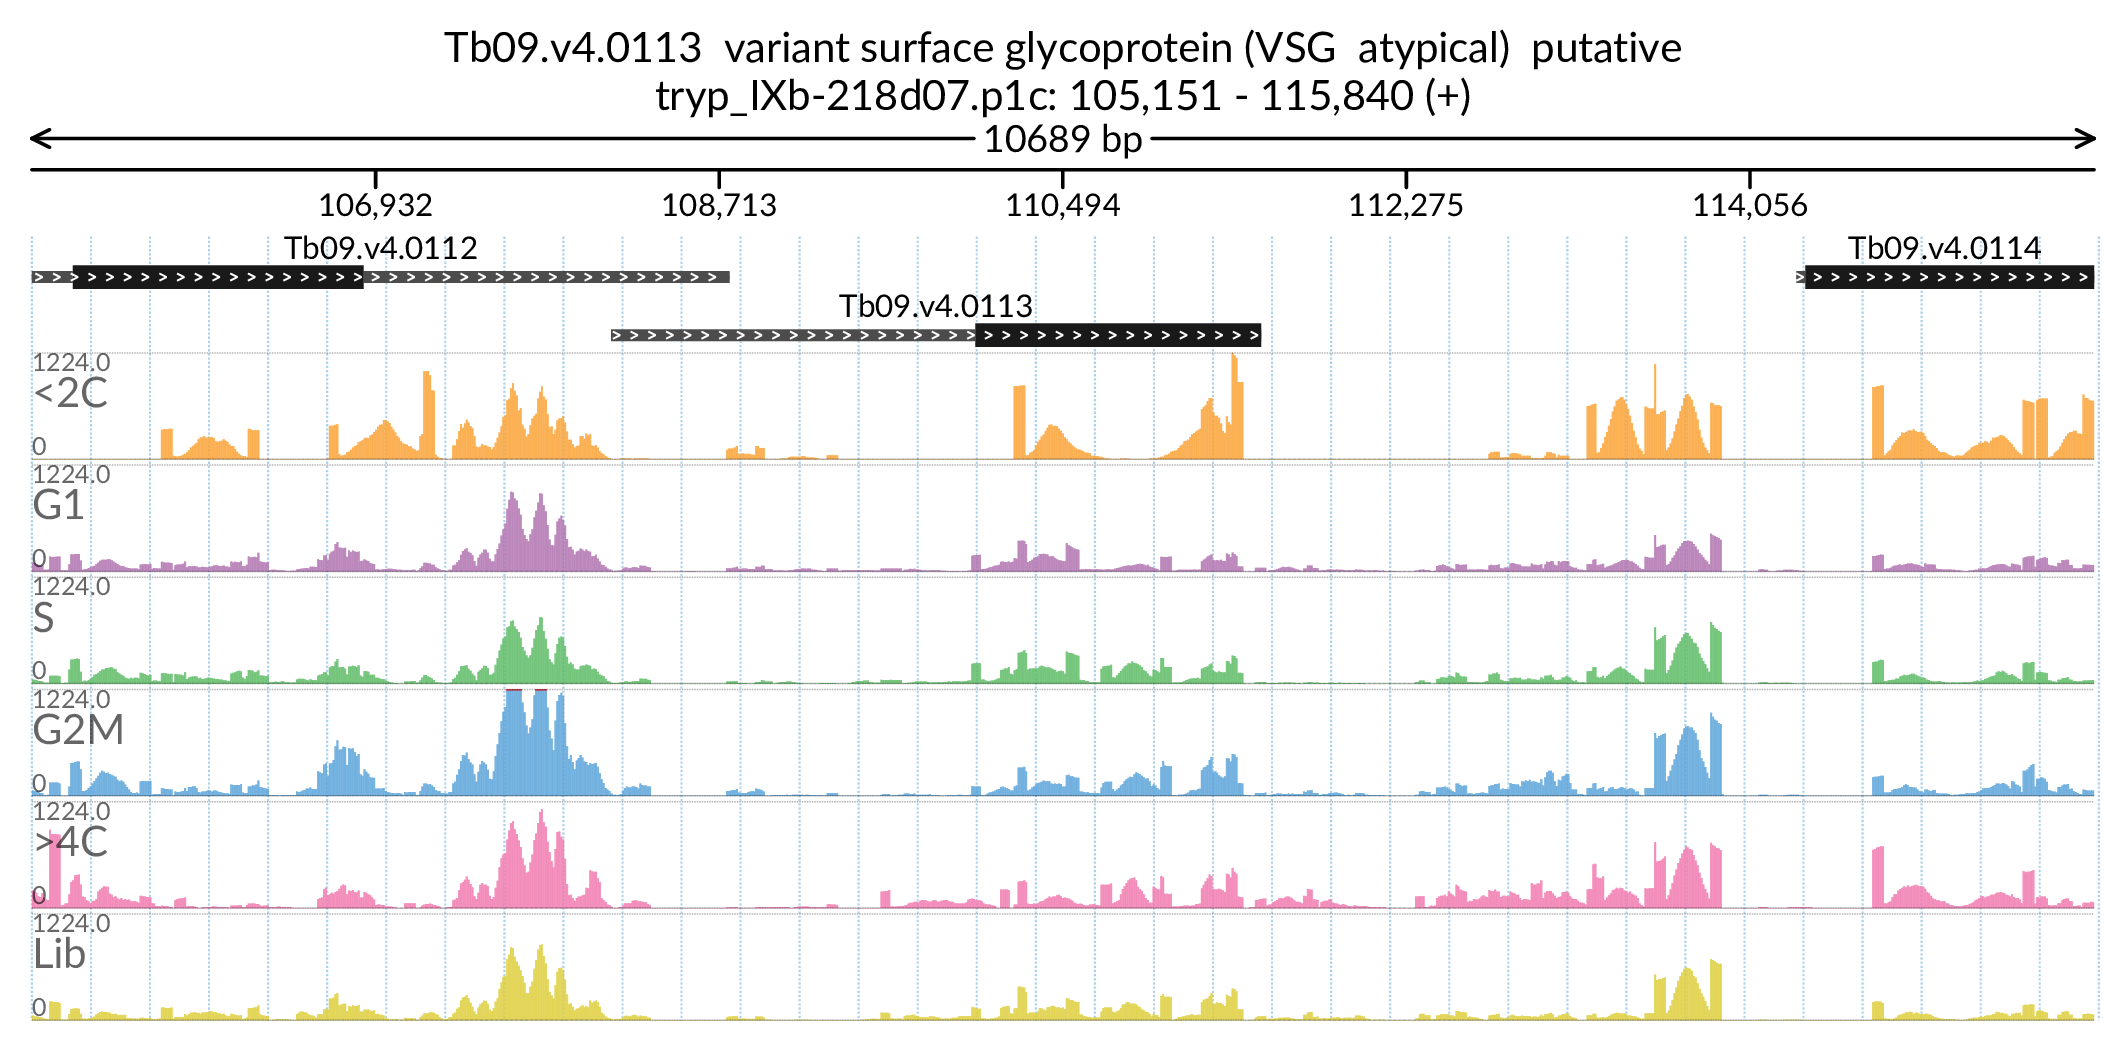 Tb09.v4.0113 variant surface glycoprotein (VSG atypical) putative
tryp_IXb-218d07.p1c: 105,151 - 115,840 (+)
10689 bp
106,932 108,713 110,494 112,275 114,056
Tb09.v4.0112 Tb09.v4.0114
Tb09.v4.0113
1224.0
<2C
0
1224.0
G1
0
1224.0
S
0
1224.0
G2M
0
1224.0
>4C
0
1224.0
Lib
0